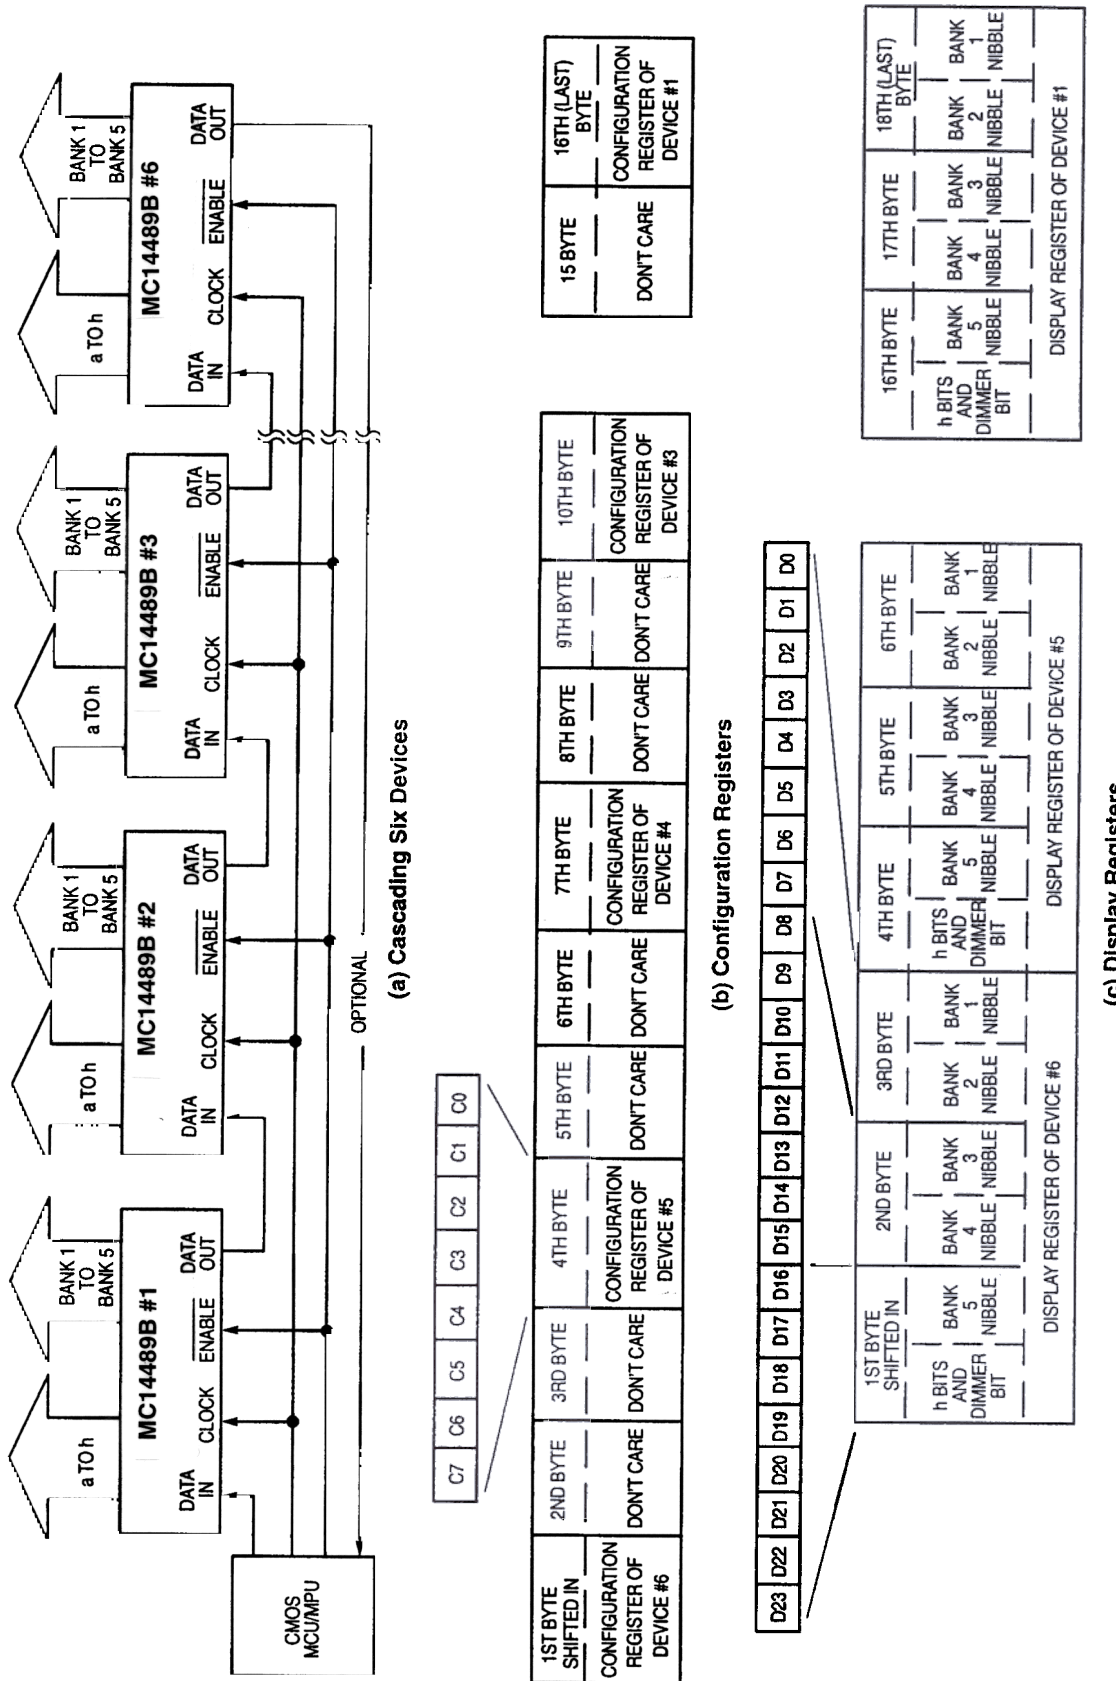 BANK 1
TO
BANK 5
a TO h
MC14489B #1
DATA
IN
CLOCK
ENABLE
DATA
OUT
BANK 1
TO
BANK 5
a TO h
MC14489B #2
DATA
IN
CLOCK
ENABLE
DATA
OUT
BANK 1
TO
BANK 5
a TO h
MC14489B #3
DATA
IN
CLOCK
ENABLE
DATA
OUT
BANK 1
TO
BANK 5
a TO h
MC14489B #6
DATA
IN
CLOCK
ENABLE
DATA
OUT
CMOS
MCU/MPU
OPTIONAL
(a) Cascading Six Devices
C7 C6 C5 C4 C3 C2 C1 C0
1ST BYTE
SHIFTED IN
CONFIGURATION
REGISTER OF
DEVICE #6
2ND BYTE
DON'T CARE
3RD BYTE
DON'T CARE
4TH BYTE
CONFIGURATION
REGISTER OF
DEVICE #5
5TH BYTE
DON'T CARE
6TH BYTE
DON'T CARE
7TH BYTE
CONFIGURATION
REGISTER OF
DEVICE #4
8TH BYTE
DON'T CARE
9TH BYTE
DON'T CARE
10TH BYTE
CONFIGURATION
REGISTER OF
DEVICE #3
15 BYTE
DON'T CARE
16TH (LAST)
BYTE
CONFIGURATION
REGISTER OF
DEVICE #1
(b) Configuration Registers
D23 D22 D21 D20 D19 D18 D17 D16 D15 D14 D13 D12 D11 D10 D9 D8 D7 D6 D5 D4 D3 D2 D1 D0
1ST BYTE
SHIFTED IN
h BITS
AND
DIMMER
BIT
BANK
5
NIBBLE
2ND BYTE
BANK
4
NIBBLE
BANK
3
NIBBLE
3RD BYTE
BANK
2
NIBBLE
BANK
1
NIBBLE
DISPLAY REGISTER OF DEVICE #6
4TH BYTE
h BITS
AND
DIMMER
BIT
BANK
5
NIBBLE
5TH BYTE
BANK
4
NIBBLE
BANK
3
NIBBLE
6TH BYTE
BANK
2
NIBBLE
BANK
1
NIBBLE
DISPLAY REGISTER OF DEVICE #5
16TH BYTE
h BITS
AND
DIMMER
BIT
BANK
5
NIBBLE
17TH BYTE
BANK
4
NIBBLE
BANK
3
NIBBLE
18TH (LAST)
BYTE
BANK
2
NIBBLE
BANK
1
NIBBLE
DISPLAY REGISTER OF DEVICE #1
(c) Display Registers